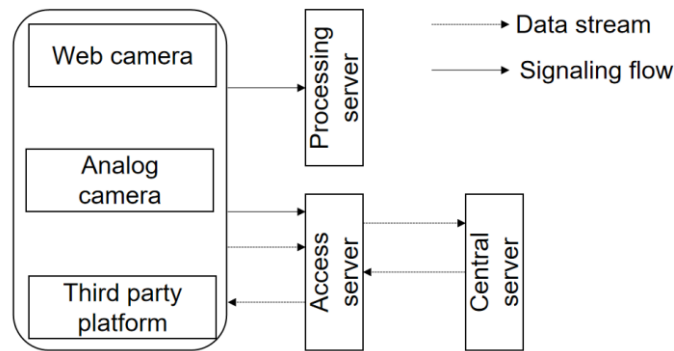 Web camera
Analog
camera
Third party
platform
Processing
server
Access
server
Central
server
Data stream
Signaling flow